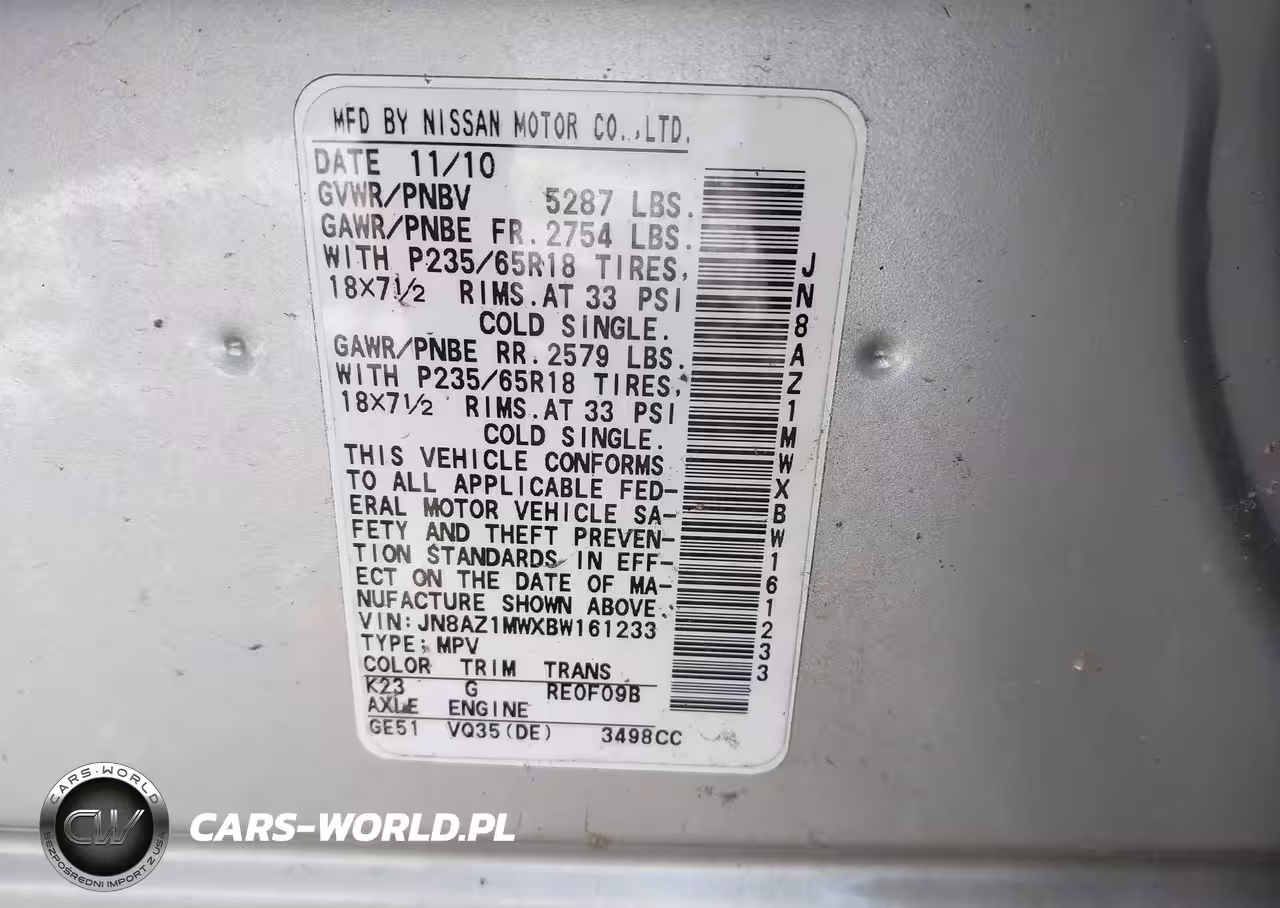 MFD BY NISSAN MOTOR CO.,LTD.
DATE 11/10
GVWR/PNBV 5287 LBS.
GAWR/PNBE FR. 2754 LBS.
WITH P235/65R18 TIRES,
18X7½ RIMS. AT 33 PSI
COLD SINGLE.
GAWR/PNBE RR. 2579 LBS.
WITH P235/65R18 TIRES,
18X7½ RIMS. AT 33 PSI
COLD SINGLE.
THIS VEHICLE CONFORMS
TO ALL APPLICABLE FED-
ERAL MOTOR VEHICLE SA-
FETY AND THEFT PREVEN-
TION STANDARDS IN EFF-
ECT ON THE DATE OF MA-
NUFACTURE SHOWN ABOVE.
VIN: JN8AZ1MWXBW161233
TYPE: MPV
COLOR TRIM TRANS
K23 G RE0F09B
AXLE ENGINE
GE51 VQ35(DE) 3498CC
JN8AZ1MWXBW161233
CARS-WORLD
CW
BEZPOŚREDNI IMPORT Z USA
CARS-WORLD.PL